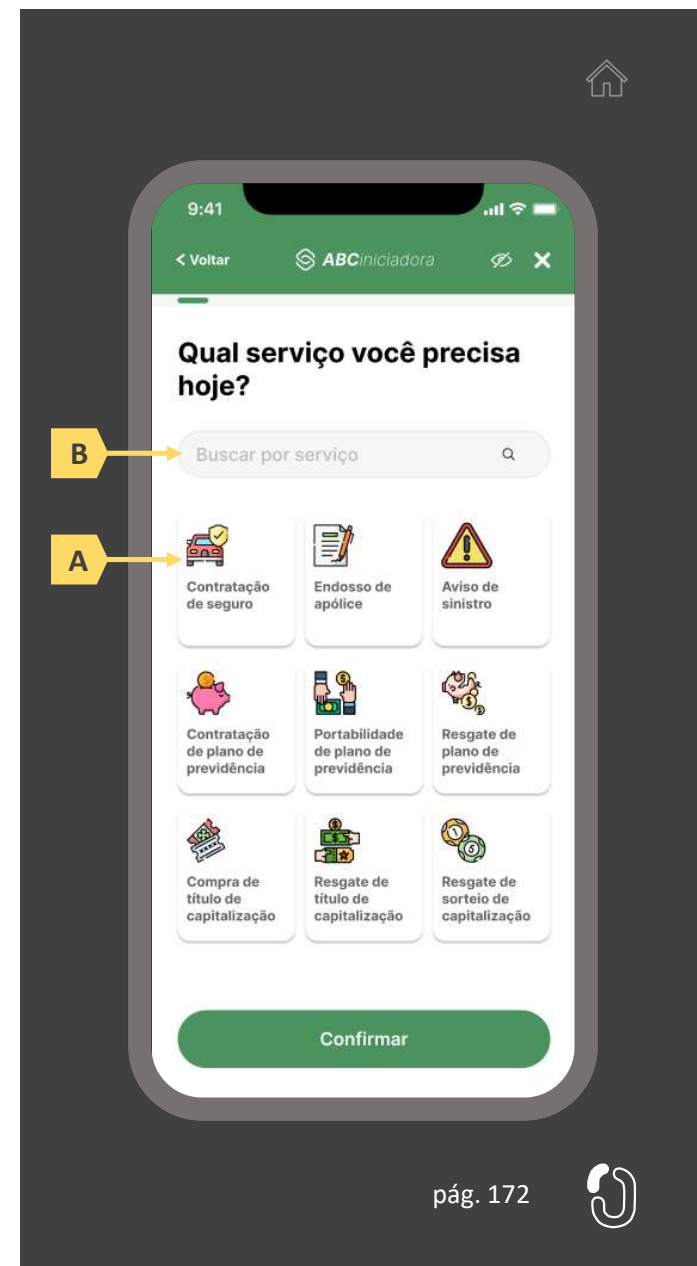 9:41
< Voltar
ABCiniciadora
Qual serviço você precisa
hoje?
B
Buscar por serviço
A
Contratação
de seguro
Endosso de
apólice
Aviso de
sinistro
Contratação
de plano de
previdência
Portabilidade
de plano de
previdência
Resgate de
plano de
previdência
Compra de
título de
capitalização
Resgate de
título de
capitalização
1
5
Resgate de
sorteio de
capitalização
Confirmar
pág. 172